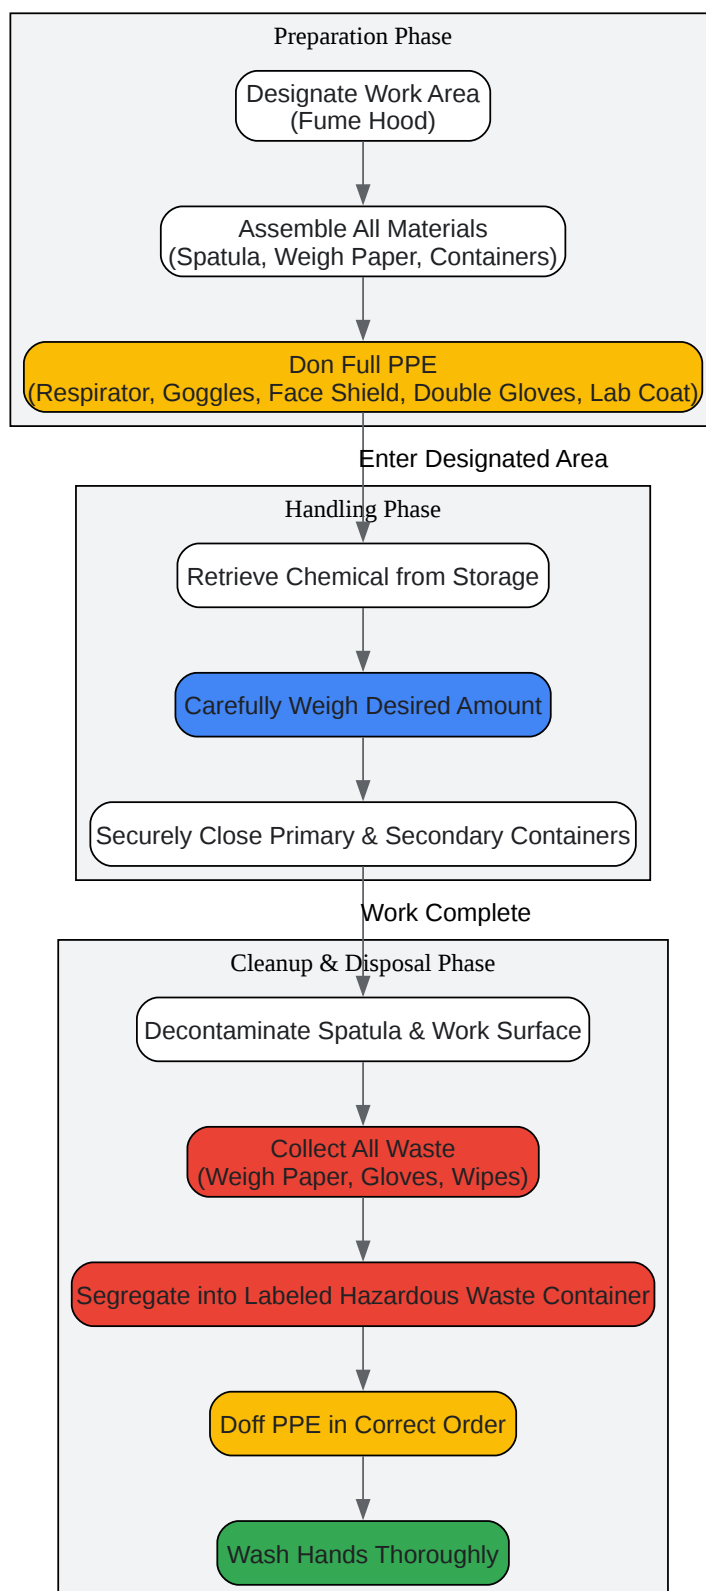 Preparation Phase
Designate Work Area
(Fume Hood)
Assemble All Materials
(Spatula, Weigh Paper, Containers)
Don Full PPE
(Respirator, Goggles, Face Shield, Double Gloves, Lab Coat)
Enter Designated Area
Handling Phase
Retrieve Chemical from Storage
Carefully Weigh Desired Amount
Securely Close Primary & Secondary Containers
Work Complete
Cleanup & Disposal Phase
Decontaminate Spatula & Work Surface
Collect All Waste
(Weigh Paper, Gloves, Wipes)
Segregate into Labeled Hazardous Waste Container
Doff PPE in Correct Order
Wash Hands Thoroughly